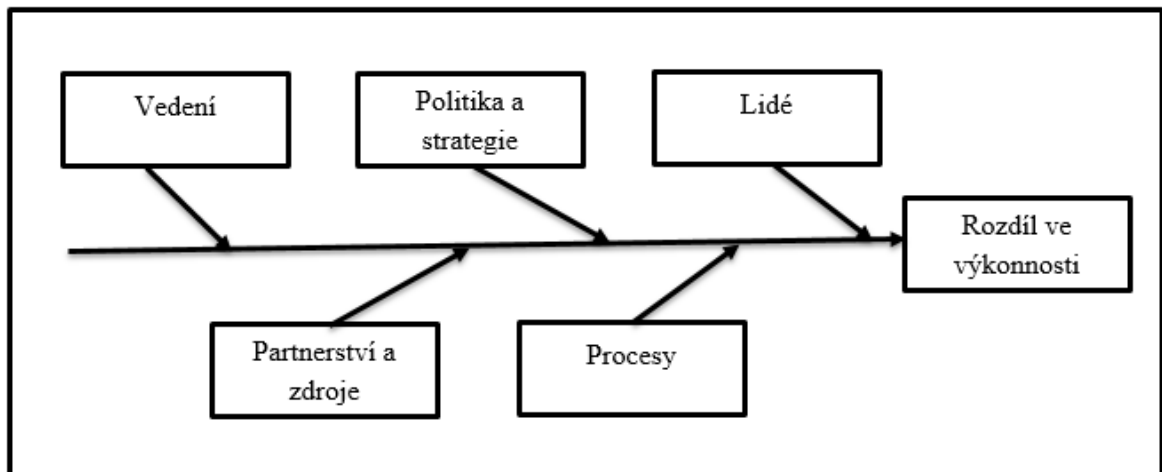 Vedení
Politika a
strategie
Lidé
Rozdíl ve
výkonnosti
Partnerství a
zdroje
Procesy